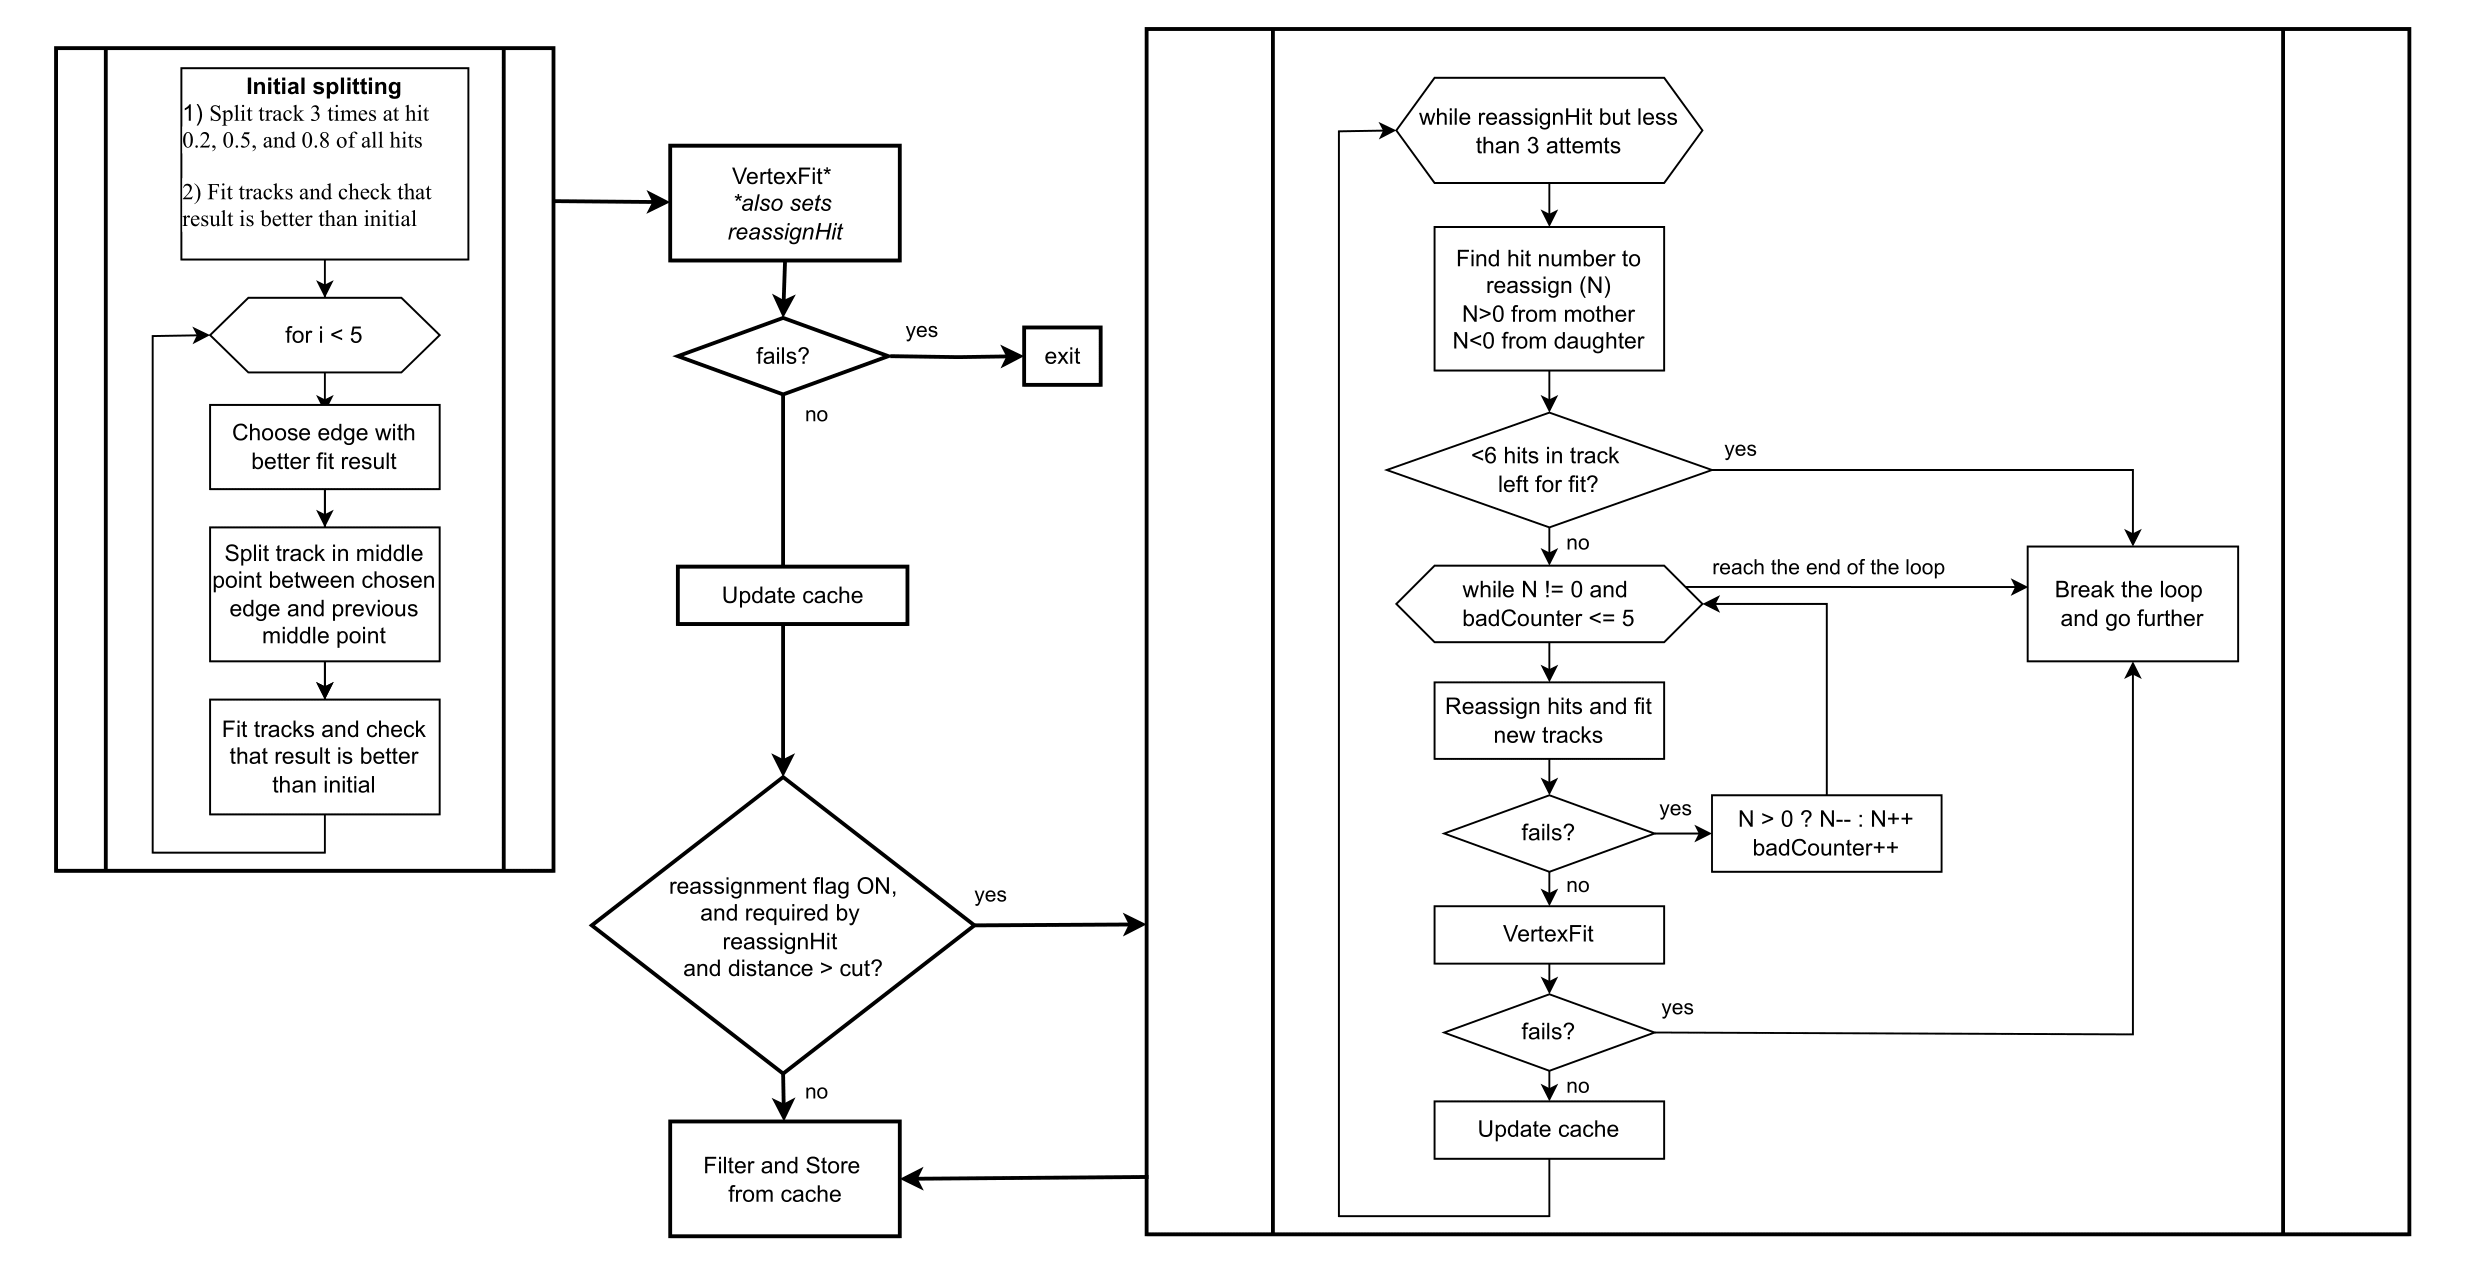 Initial splitting
1) Split track 3 times at hit
0.2, 0.5, and 0.8 of all hits
2) Fit tracks and check that
result is better than initial
for i < 5
Choose edge with
better fit result
Split track in middle
point between chosen
edge and previous
middle point
Fit tracks and check
that result is better
than initial
VertexFit*
*also sets
reassignHit
fails?
yes
exit
no
Update cache
reassignment flag ON,
and required by
reassignHit
and distance > cut?
yes
no
Filter and Store
from cache
while reassignHit but less
than 3 attemts
Find hit number to
reassign (N)
N>0 from mother
N<0 from daughter
<6 hits in track
left for fit?
yes
no
while N != 0 and
badCounter <= 5
reach the end of the loop
Break the loop
and go further
Reassign hits and fit
new tracks
fails?
yes
N > 0 ? N-- : N++
badCounter++
no
VertexFit
fails?
yes
no
Update cache